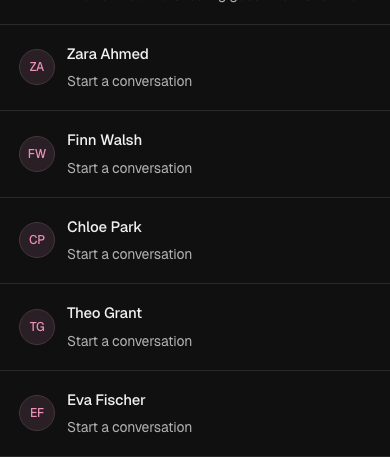 ZA
Zara Ahmed
Start a conversation
FW
Finn Walsh
Start a conversation
CP
Chloe Park
Start a conversation
TG
Theo Grant
Start a conversation
EF
Eva Fischer
Start a conversation